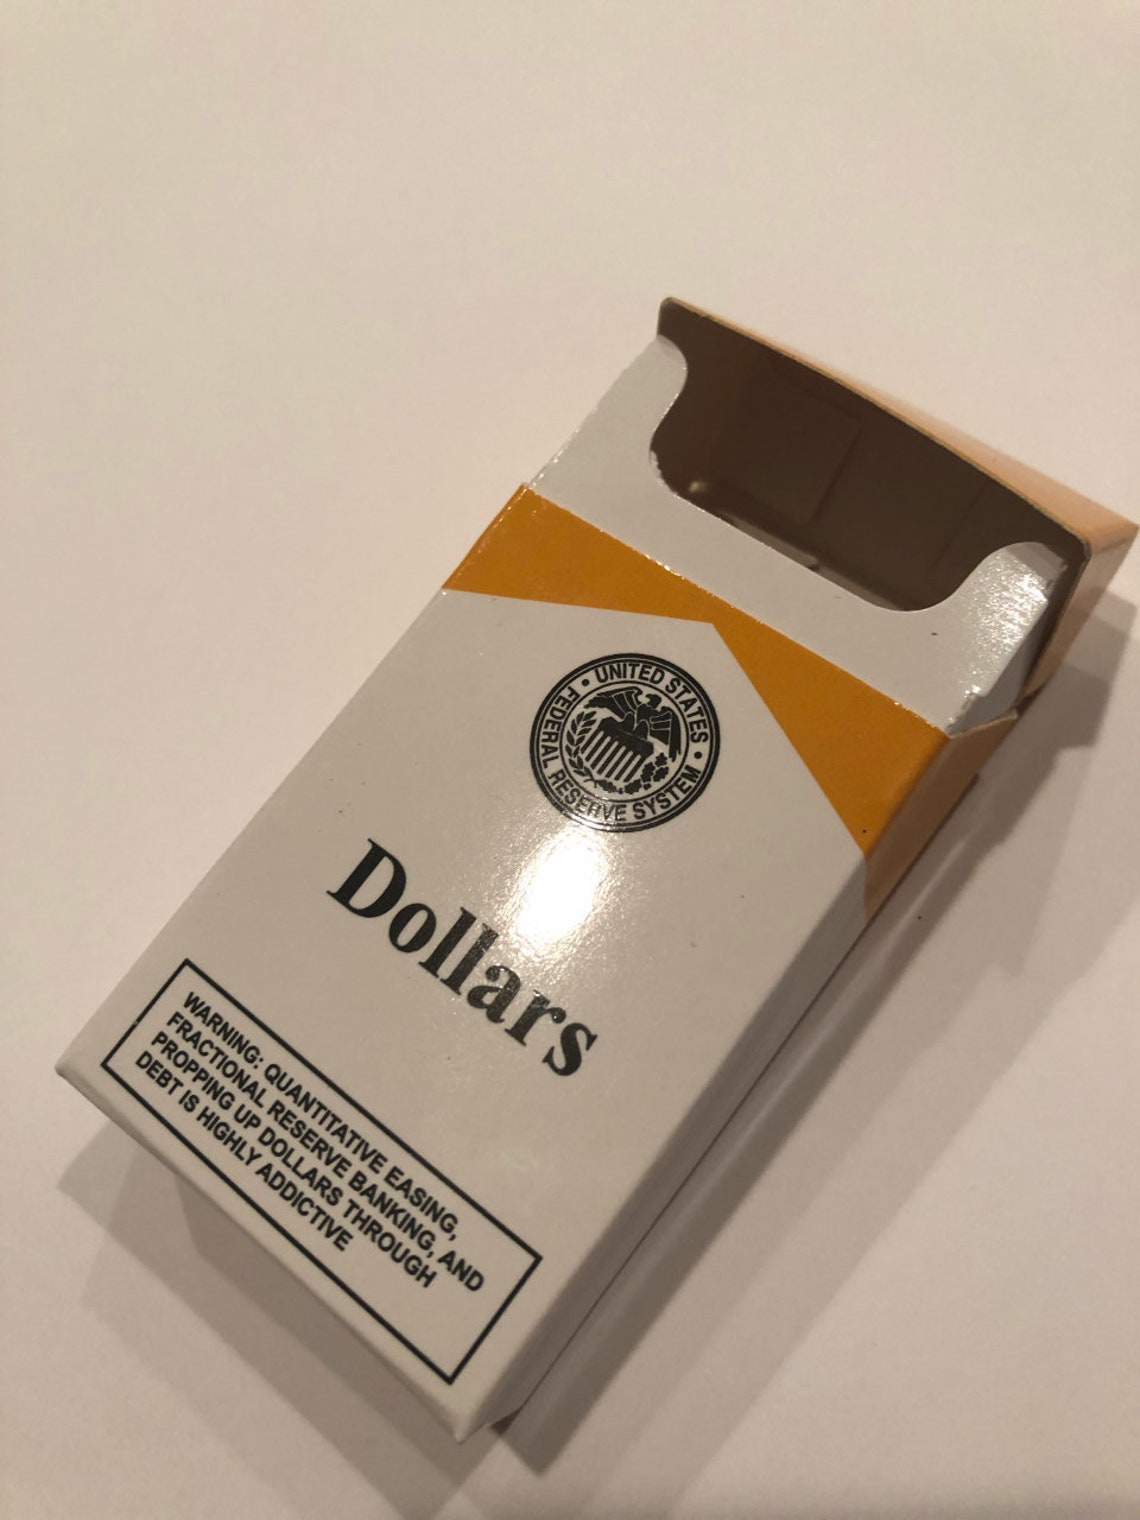 UNITED STATES
FEDERAL RESERVE SYSTEM
Dollars
WARNING: QUANTITATIVE EASING,
FRACTIONAL RESERVE BANKING, AND
PROPPING UP DOLLARS THROUGH
DEBT IS HIGHLY ADDICTIVE